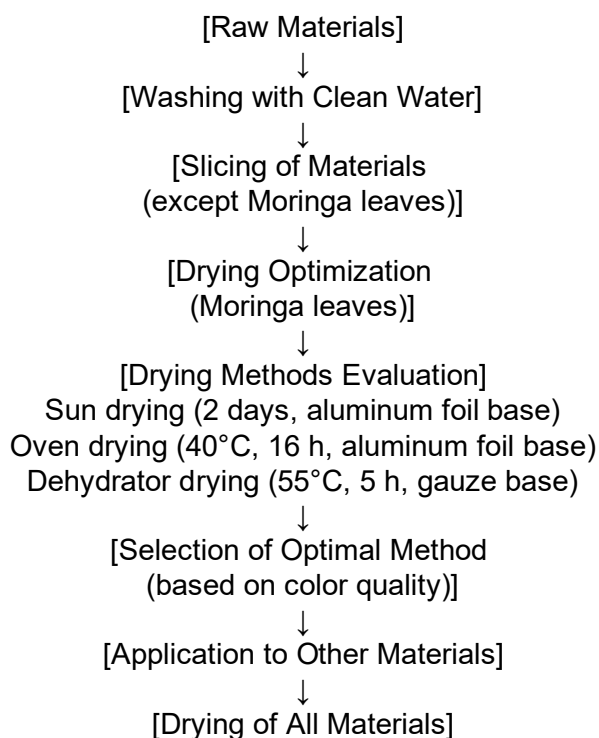 [Raw Materials]
↓
[Washing with Clean Water]
↓
[Slicing of Materials
(except Moringa leaves)]
↓
[Drying Optimization
(Moringa leaves)]
↓
[Drying Methods Evaluation]
Sun drying (2 days, aluminum foil base)
Oven drying (40°C, 16 h, aluminum foil base)
Dehydrator drying (55°C, 5 h, gauze base)
↓
[Selection of Optimal Method
(based on color quality)]
↓
[Application to Other Materials]
↓
[Drying of All Materials]